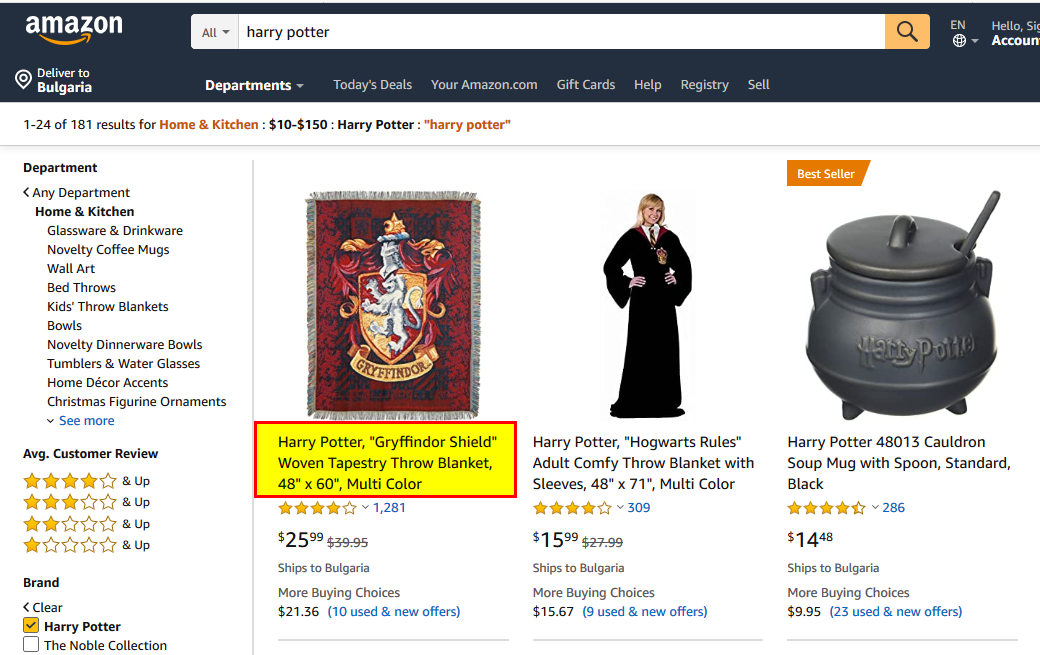 amazon
All
harry potter
EN
Hello, Sig
Accoun
Deliver to
Bulgaria
Departments
Today's Deals
Your Amazon.com
Gift Cards
Help
Registry
Sell
1-24 of 181 results for Home & Kitchen : $10-$150 : Harry Potter : "harry potter"
Department
Any Department
Home & Kitchen
Glassware & Drinkware
Novelty Coffee Mugs
Wall Art
Bed Throws
Kids' Throw Blankets
Bowls
Novelty Dinnerware Bowls
Tumblers & Water Glasses
Home Décor Accents
Christmas Figurine Ornaments
See more
Avg. Customer Review
& Up
& Up
& Up
& Up
Brand
Clear
Harry Potter
The Noble Collection
GRYFFINDOR
Harry Potter, "Gryffindor Shield"
Woven Tapestry Throw Blanket,
48" x 60", Multi Color
1,281
$25 99 $39.95
Ships to Bulgaria
More Buying Choices
$21.36 (10 used & new offers)
Harry Potter, "Hogwarts Rules"
Adult Comfy Throw Blanket with
Sleeves, 48" x 71", Multi Color
309
$15 99 $27.99
Ships to Bulgaria
More Buying Choices
$15.67 (9 used & new offers)
Best Seller
Harry Potter
Harry Potter 48013 Cauldron
Soup Mug with Spoon, Standard,
Black
286
$14 48
Ships to Bulgaria
More Buying Choices
$9.95 (23 used & new offers)